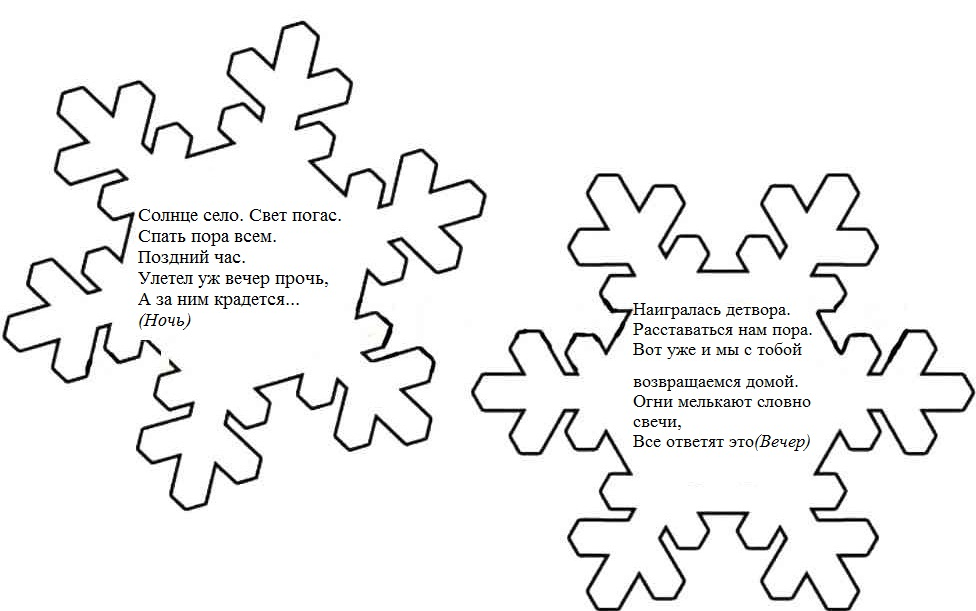 Солнце село. Свет погас.
Спать пора всем.
Поздний час.
Улетел уж вечер прочь,
А за ним крадется...
(Ночь)
Наигралась детвора.
Расставаться нам пора.
Вот уже и мы с тобой
возвращаемся домой.
Огни мелькают словно
свечи,
Все ответят это(Вечер)